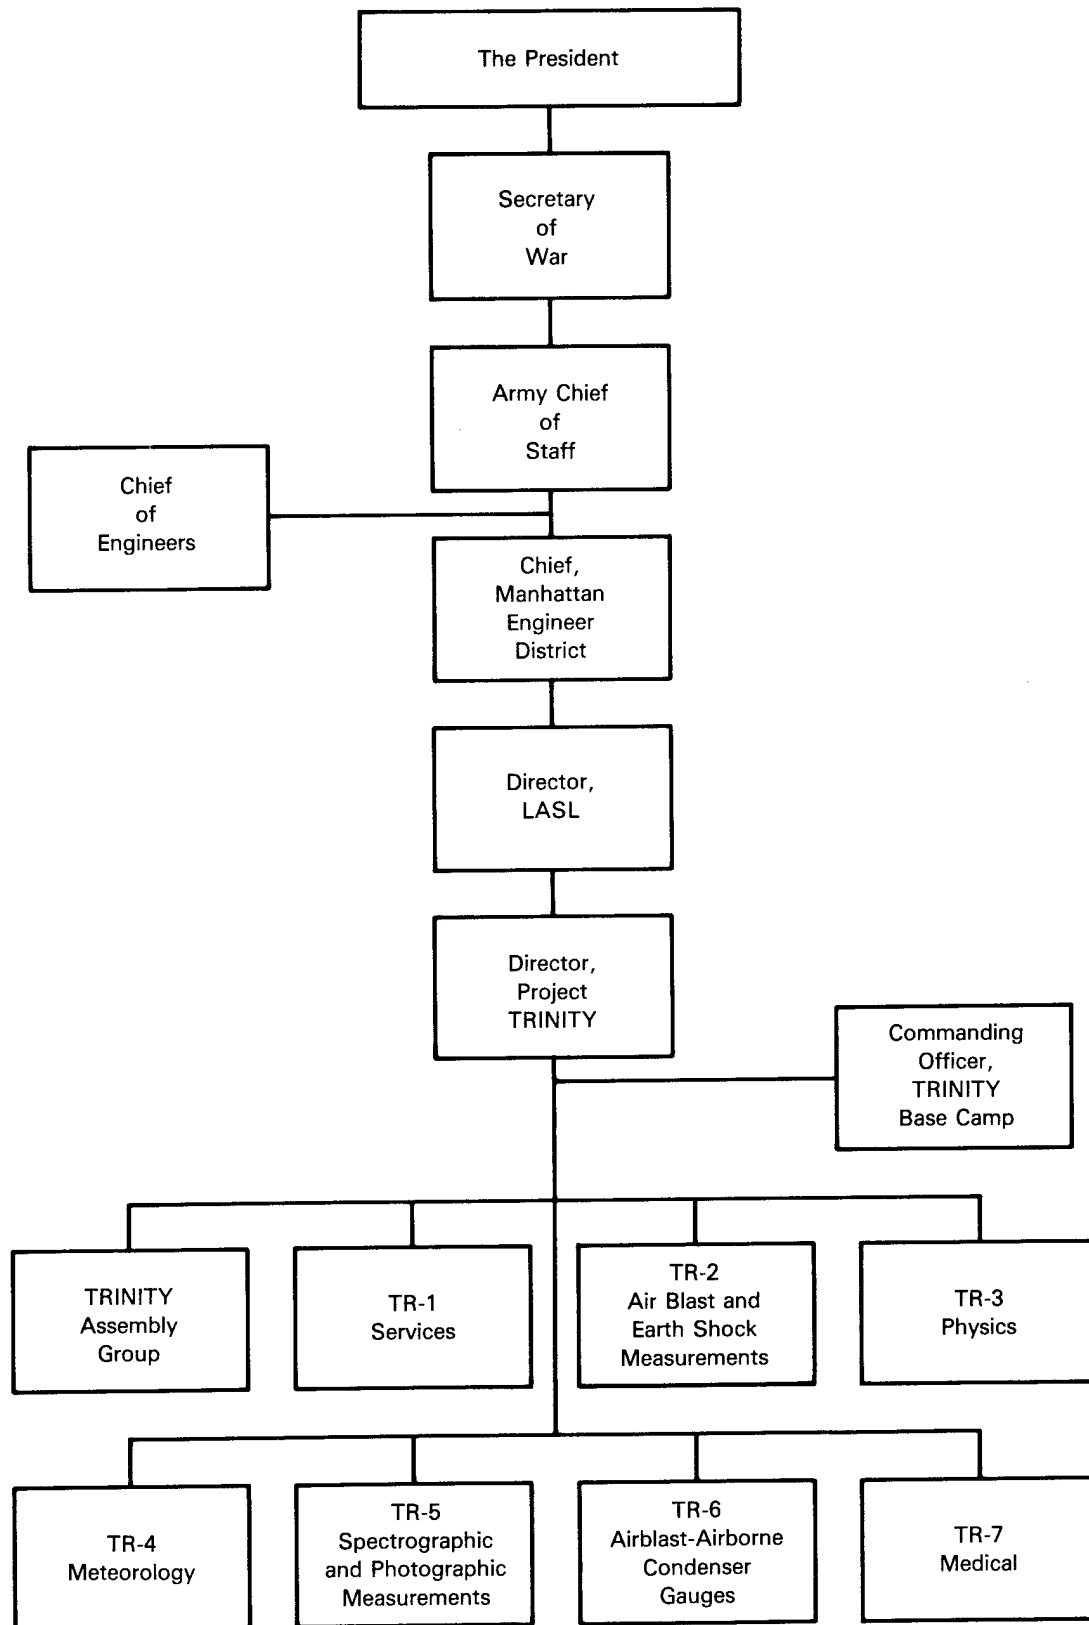 The President
Secretary
of
War
Army Chief
of
Staff
Chief
of
Engineers
Chief,
Manhattan
Engineer
District
Director,
LASL
Director,
Project
TRINITY
Commanding
Officer,
TRINITY
Base Camp
TRINITY
Assembly
Group
TR-1
Services
TR-2
Air Blast and
Earth Shock
Measurements
TR-3
Physics
TR-4
Meteorology
TR-5
Spectrographic
and Photographic
Measurements
TR-6
Airblast-Airborne
Condenser
Gauges
TR-7
Medical